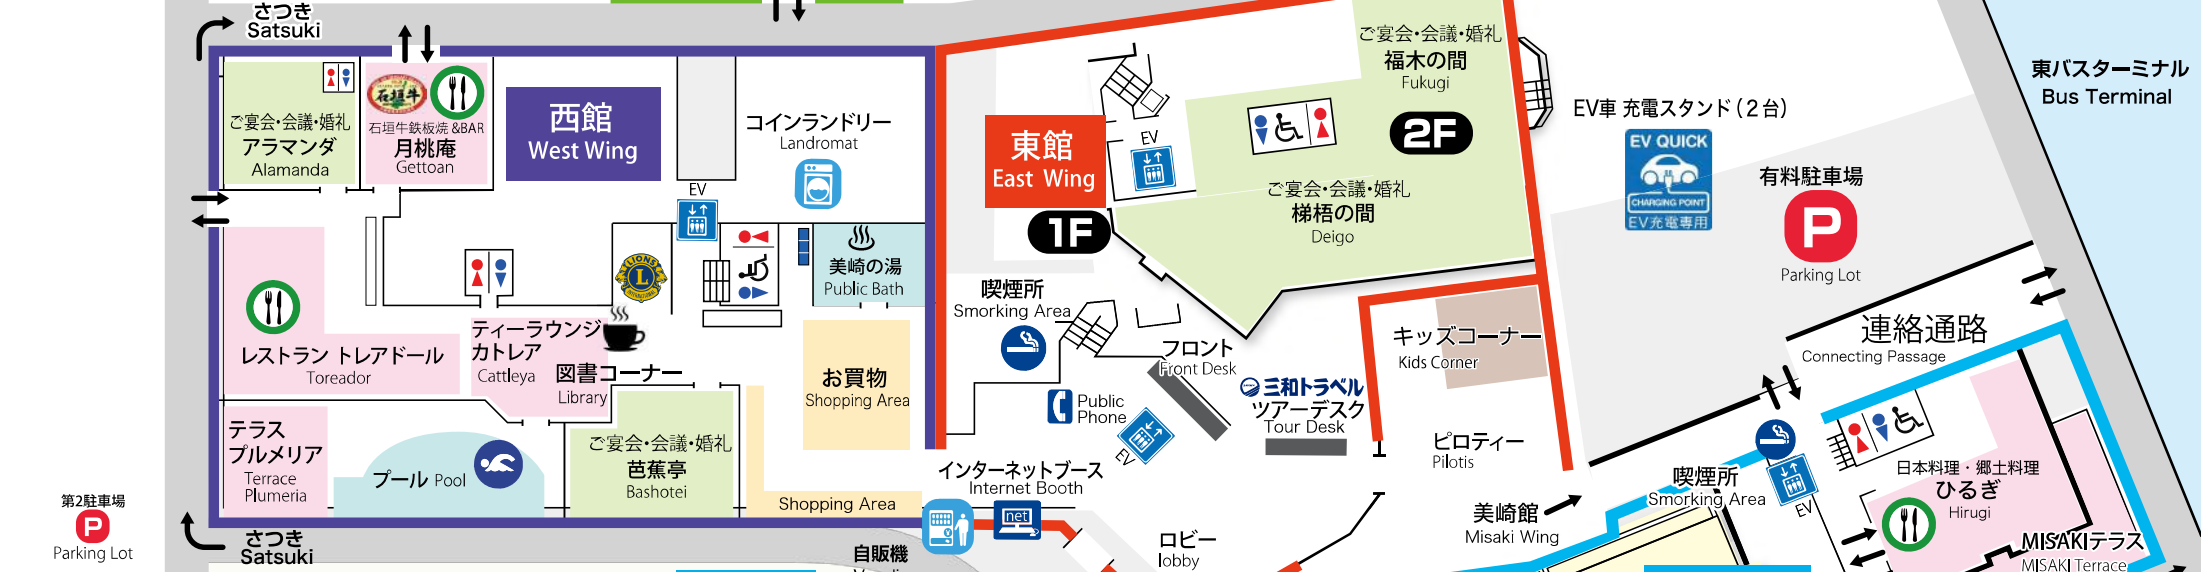 さつき
Satsuki
ご宴会・会議・婚礼
アラマンダ
Alamanda
石垣牛
石垣牛鉄板焼 &BAR
月桃庵
Gettoan
西館
West Wing
コインランドリー
Landromat
EV
LIONS
L
美崎の湯
Public Bath
レストラン トレアドール
Toreador
ティーラウンジ
カトレア
Cattleya
図書コーナー
Library
お買物
Shopping Area
テラス
プルメリア
Terrace
Plumeria
プール Pool
ご宴会・会議・婚礼
芭蕉亭
Bashotei
Shopping Area
第2駐車場
P
Parking Lot
さつき
Satsuki
自販機
東館
East Wing
1F
EV
ご宴会・会議・婚礼
福木の間
Fukugi
2F
ご宴会・会議・婚礼
梯梧の間
Deigo
喫煙所
Smorking Area
フロント
Front Desk
Public
Phone
EV
三和トラベル
ツアーデスク
Tour Desk
キッズコーナー
Kids Corner
ピロティー
Pilotis
インターネットブース
Internet Booth
net
ロビー
lobby
EV車 充電スタンド(2台)
EV QUICK
CHARGING POINT
EV充電専用
有料駐車場
P
Parking Lot
東バスターミナル
Bus Terminal
連絡通路
Connecting Passage
喫煙所
Smorking Area
EV
美崎館
Misaki Wing
日本料理・郷土料理
ひるぎ
Hirugi
MISAKIテラス
MISAKI Terrace